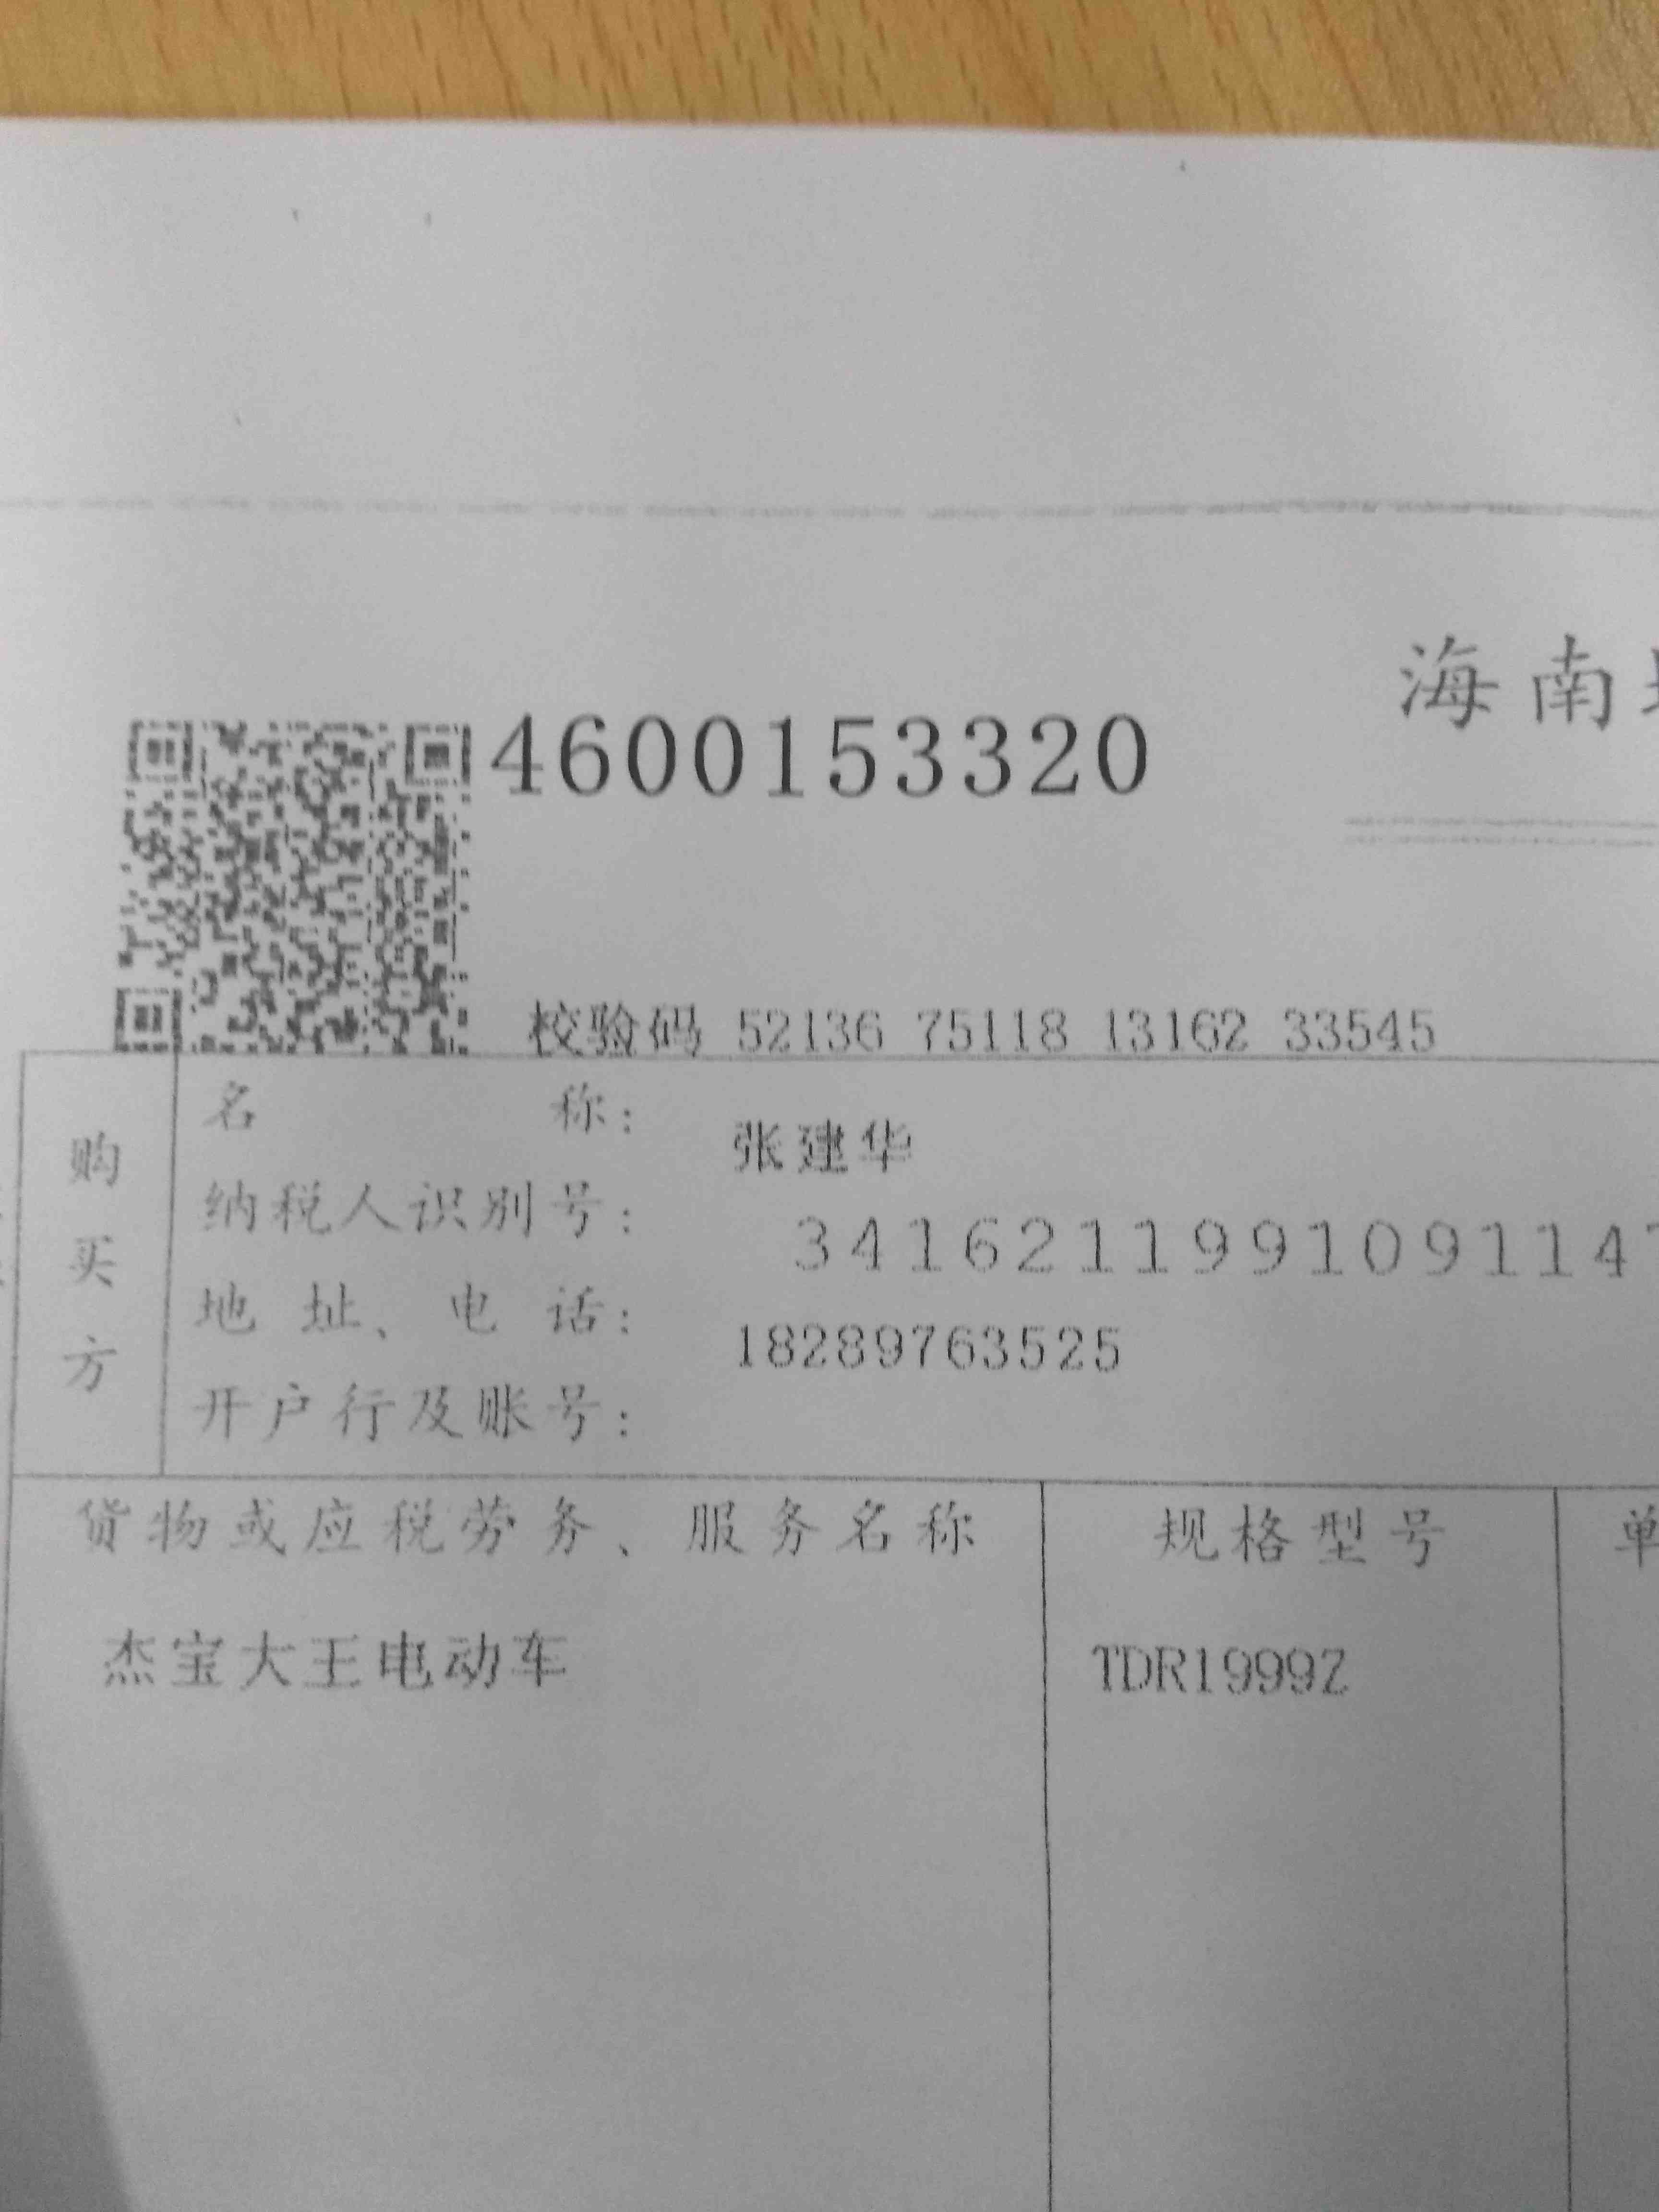 海南
4600153320
校验码 52136 75118 13162 33545
购买方
名称：
张建华
纳税人识别号：
341621199109114
地址、电话：
18289763525
开户行及账号：
货物或应税劳务、服务名称
规格型号
单
杰宝大王电动车
TDR1999Z